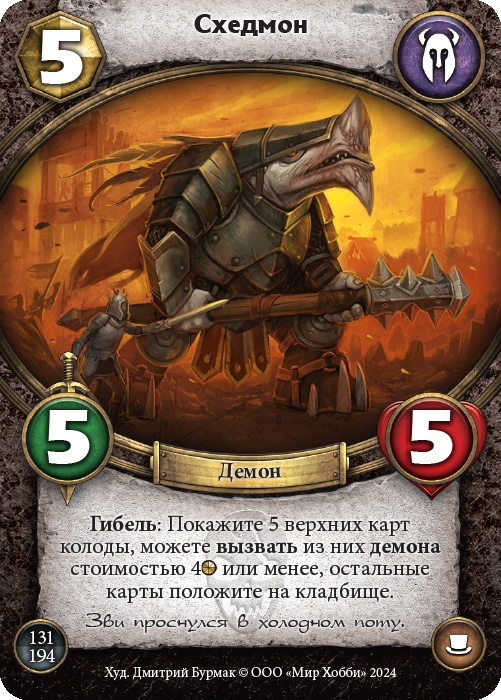 Схедмон
5
5
5
Демон
Гибель: Покажите 5 верхних карт
колоды, можете вызвать из них демона
стоимостью 4 или менее, остальные
карты положите на кладбище.
Зви проснулся в холодном поту.
131
194
Худ. Дмитрий Бурмак © ООО «Мир Хобби» 2024